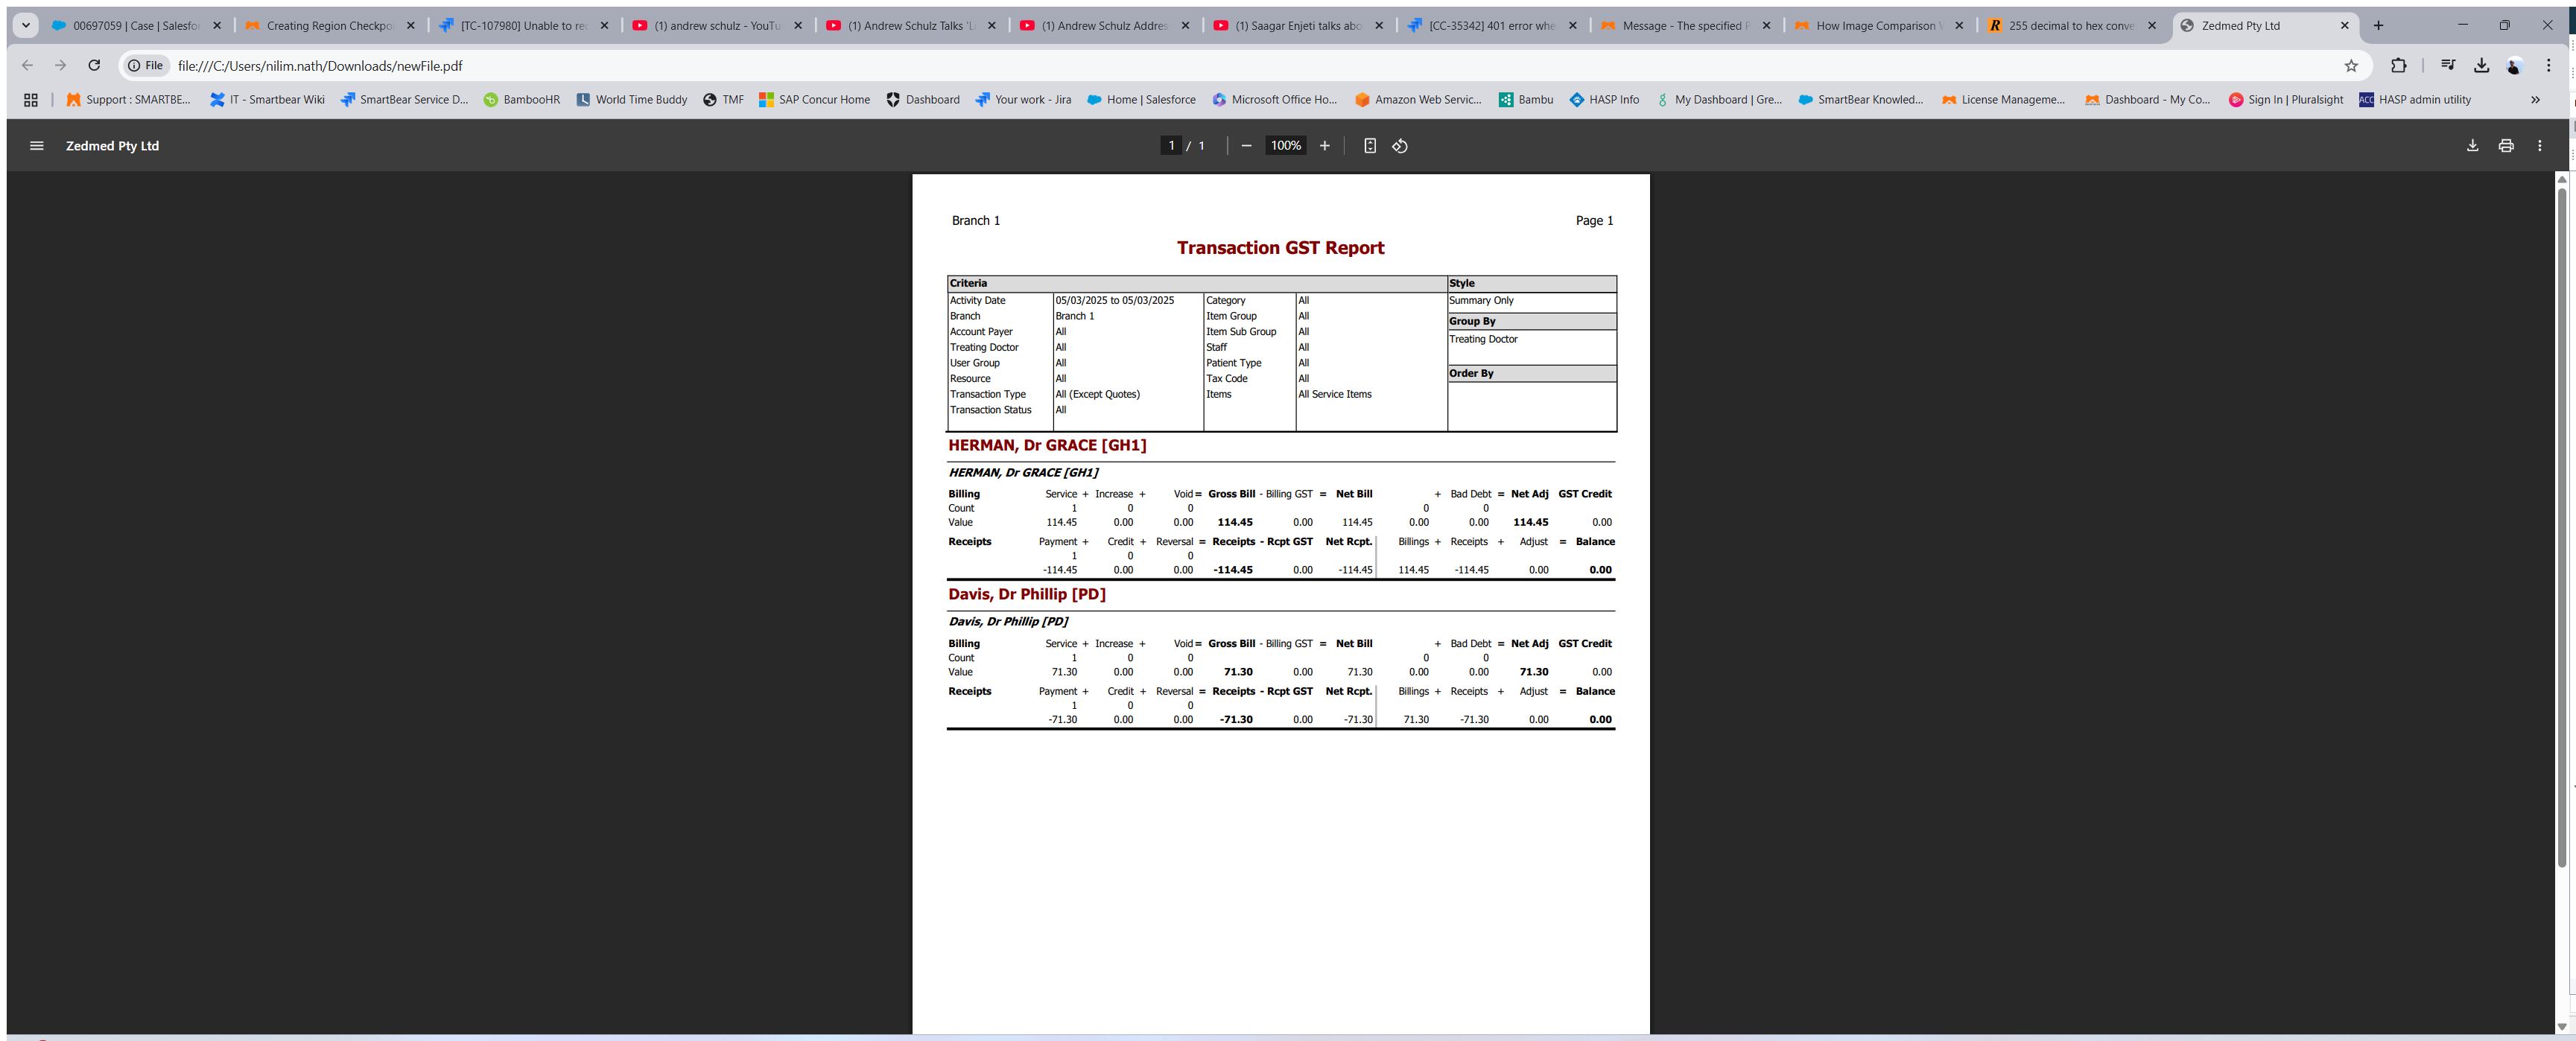 00697059 | Case | Salesfor
Creating Region Checkpo
[TC-107980] Unable to rec
(1) andrew schulz - YouTu
(1) Andrew Schulz Talks 'L
(1) Andrew Schulz Addres
(1) Saagar Enjeti talks abo
[CC-35342] 401 error whe
Message - The specified P
How Image Comparison V
255 decimal to hex conve
Zedmed Pty Ltd
File file:///C:/Users/nilim.nath/Downloads/newFile.pdf
Support : SMARTBE... IT - Smartbear Wiki SmartBear Service D... BambooHR World Time Buddy TMF SAP Concur Home Dashboard Your work - Jira Home | Salesforce Microsoft Office Ho... Amazon Web Servic... Bambu HASP Info My Dashboard | Gre... SmartBear Knowled... License Manageme... Dashboard - My Co... Sign In | Pluralsight ACC HASP admin utility
Zedmed Pty Ltd 1 / 1 100%
Branch 1 Page 1
Transaction GST Report
Criteria Style
Activity Date 05/03/2025 to 05/03/2025 Category All Summary Only
Branch Branch 1 Item Group All
Group By
Account Payer All Item Sub Group All
Treating Doctor All Staff All Treating Doctor
User Group All Patient Type All
Resource All Tax Code All Order By
Transaction Type All (Except Quotes) Items All Service Items
Transaction Status All
HERMAN, Dr GRACE [GH1]
HERMAN, Dr GRACE [GH1]
Billing Service + Increase + Void = Gross Bill - Billing GST = Net Bill + Bad Debt = Net Adj GST Credit
Count 1 0 0 0 0
Value 114.45 0.00 0.00 114.45 0.00 114.45 0.00 0.00 114.45 0.00
Receipts Payment + Credit + Reversal = Receipts - Rcpt GST Net Rcpt. Billings + Receipts + Adjust = Balance
1 0 0
-114.45 0.00 0.00 -114.45 0.00 -114.45 114.45 -114.45 0.00 0.00
Davis, Dr Phillip [PD]
Davis, Dr Phillip [PD]
Billing Service + Increase + Void = Gross Bill - Billing GST = Net Bill + Bad Debt = Net Adj GST Credit
Count 1 0 0 0 0
Value 71.30 0.00 0.00 71.30 0.00 71.30 0.00 0.00 71.30 0.00
Receipts Payment + Credit + Reversal = Receipts - Rcpt GST Net Rcpt. Billings + Receipts + Adjust = Balance
1 0 0
-71.30 0.00 0.00 -71.30 0.00 -71.30 71.30 -71.30 0.00 0.00